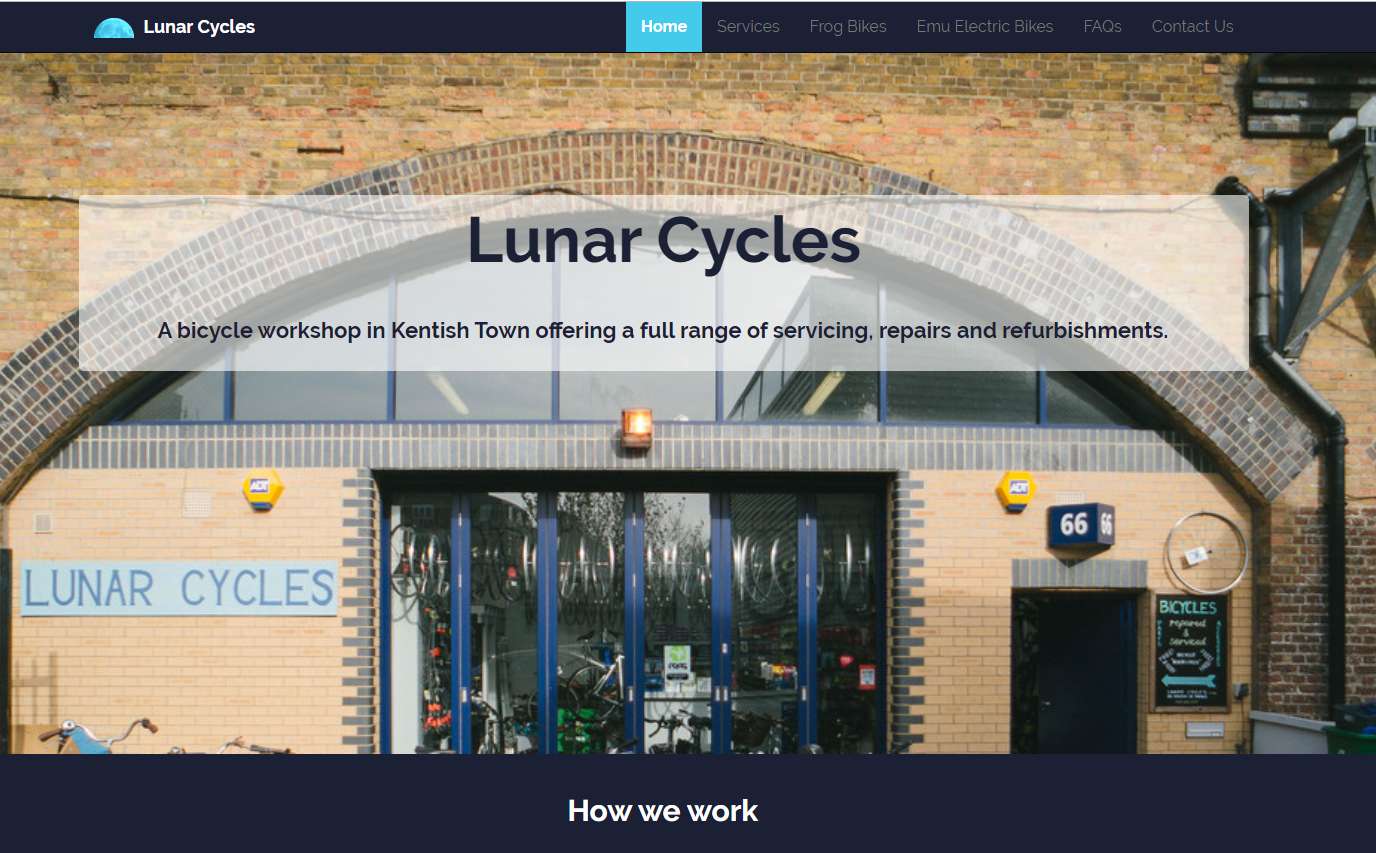 Lunar Cycles
Home Services Frog Bikes Emu Electric Bikes FAQs Contact Us
Lunar Cycles
A bicycle workshop in Kentish Town offering a full range of servicing, repairs and refurbishments.
ADT
ADT
66 66
LUNAR CYCLES
BICYCLES
Repaired
&
Serviced
FROG
How we work